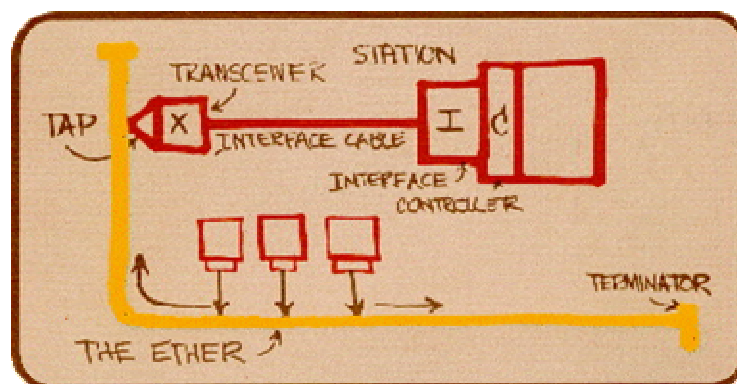 STATION
TRANSCEIVER
TAP
X
I
C
INTERFACE CABLE
INTERFACE
CONTROLLER
TERMINATOR
THE ETHER